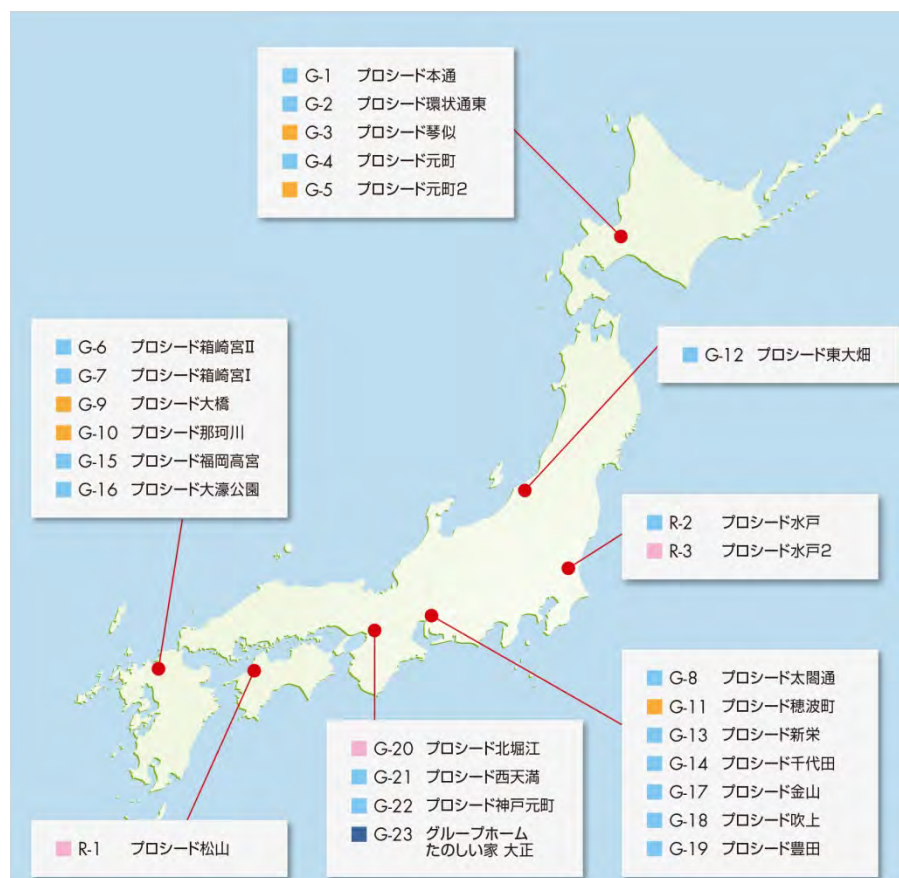 G-1 プロシード本通
G-2 プロシード環状通東
G-3 プロシード琴似
G-4 プロシード元町
G-5 プロシード元町2
G-6 プロシード箱崎宮Ⅱ
G-7 プロシード箱崎宮Ⅰ
G-9 プロシード大橋
G-10 プロシード那珂川
G-15 プロシード福岡高宮
G-16 プロシード大濠公園
G-12 プロシード東大畑
R-2 プロシード水戸
R-3 プロシード水戸2
G-8 プロシード太閤通
G-11 プロシード穂波町
G-13 プロシード新栄
G-14 プロシード千代田
G-17 プロシード金山
G-18 プロシード吹上
G-19 プロシード豊田
G-20 プロシード北堀江
G-21 プロシード西天満
G-22 プロシード神戸元町
G-23 グループホーム
たのしい家 大正
R-1 プロシード松山